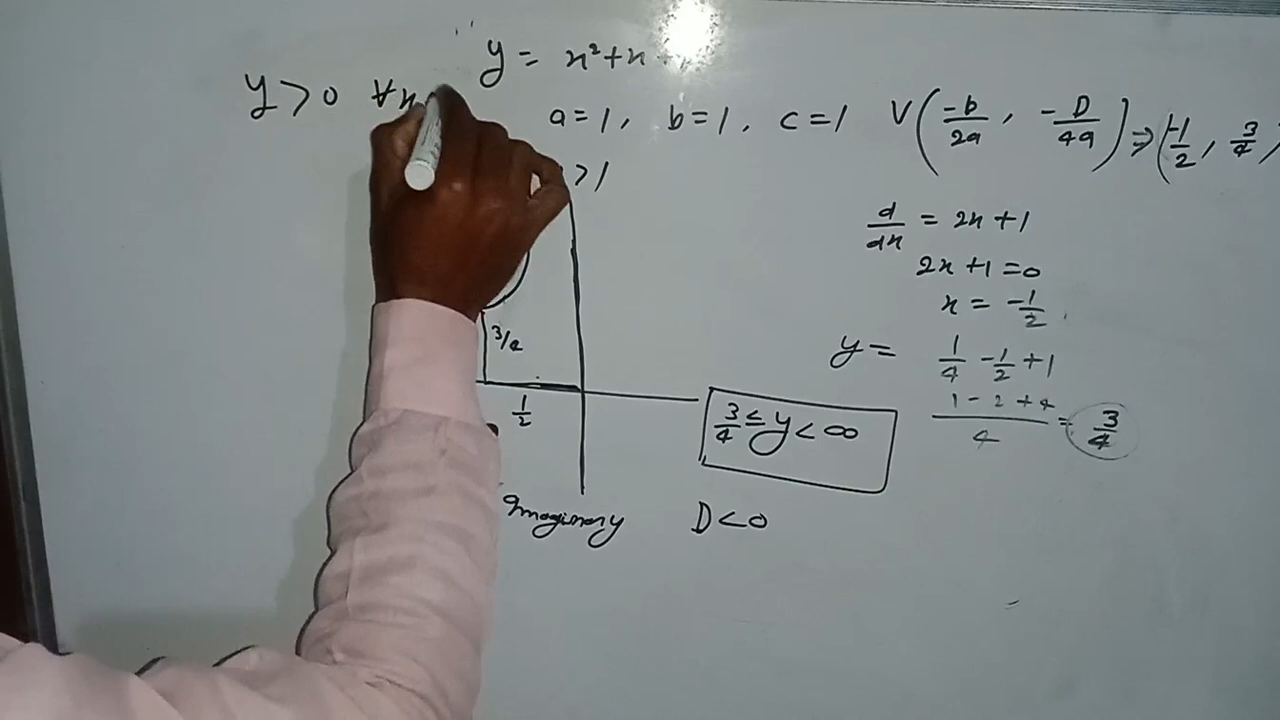 y = x² + x
y > 0 ∀x
a = 1, b = 1, c = 1 V(-b/2a, -D/4a) ⇒ (-1/2, 3/4)
> 1
d/dx = 2x + 1
2x + 1 = 0
x = -1/2
3/4
y = 1/4 - 1/2 + 1
1 - 2 + 4 / 4 = 3/4
1/2
3/4 ≤ y < ∞
Imaginary D < 0